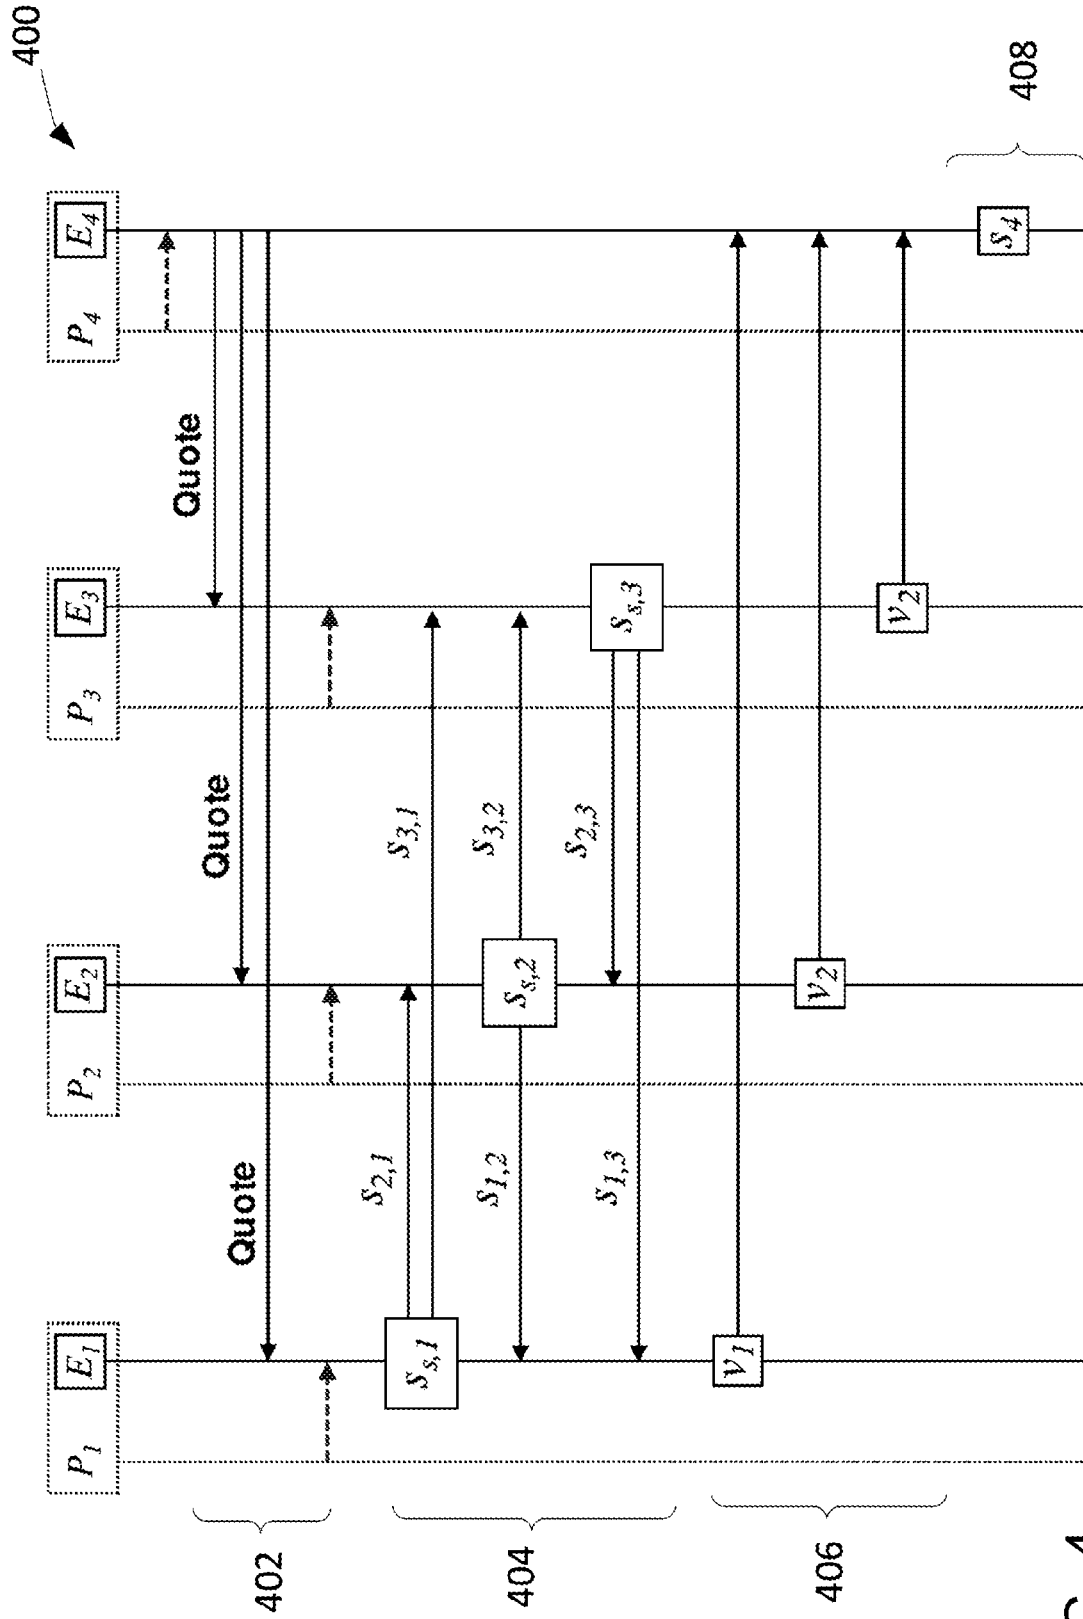 400
P1 E1
P2 E2
P3 E3
P4 E4
Quote
Quote
Quote
402
s2,1
s3,1
ss,1
s1,2
ss,2
s3,2
404
s2,3
ss,3
s1,3
v1
v2
406
v2
s4
408